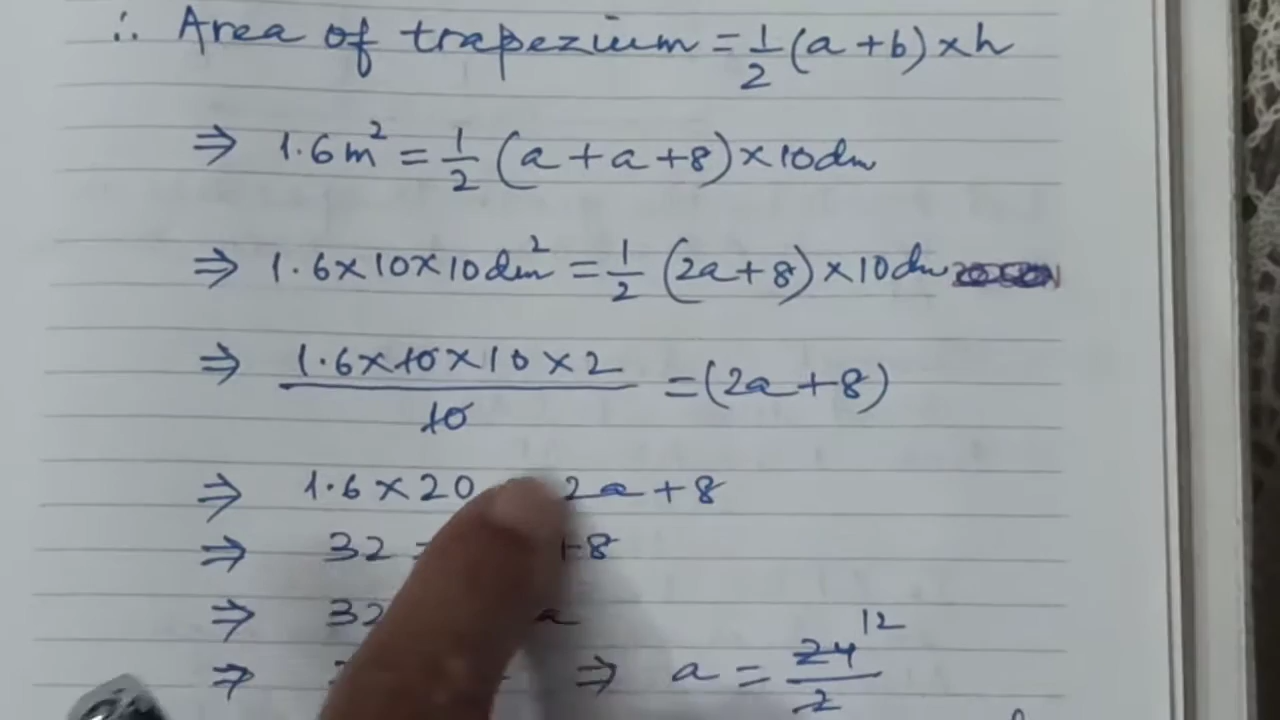 ∴ Area of trapezium = 1/2 (a + b) × h
⇒ 1.6 m² = 1/2 (a + a + 8) × 10 dm
⇒ 1.6 × 10 × 10 dm² = 1/2 (2a + 8) × 10 dm
⇒ 1.6 × 10 × 10 × 2 / 10 = (2a + 8)
⇒ 1.6 × 20 2a + 8
⇒ 32 = + 8
⇒ 32 a
⇒ ⇒ a = 24 / 2 12